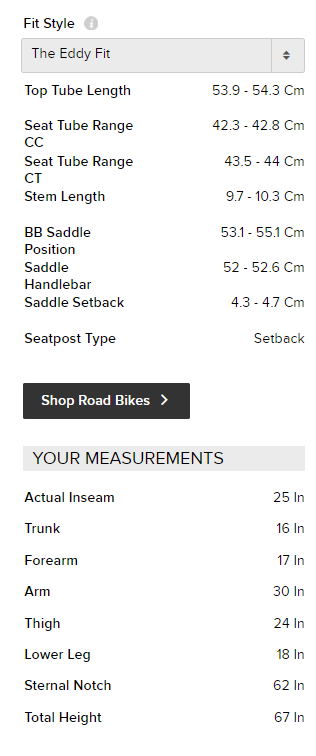 Fit Style i
The Eddy Fit
Top Tube Length 53.9 - 54.3 Cm
Seat Tube Range 42.3 - 42.8 Cm
CC
Seat Tube Range 43.5 - 44 Cm
CT
Stem Length 9.7 - 10.3 Cm
BB Saddle 53.1 - 55.1 Cm
Position
Saddle 52 - 52.6 Cm
Handlebar
Saddle Setback 4.3 - 4.7 Cm
Seatpost Type Setback
Shop Road Bikes
YOUR MEASUREMENTS
Actual Inseam 25 In
Trunk 16 In
Forearm 17 In
Arm 30 In
Thigh 24 In
Lower Leg 18 In
Sternal Notch 62 In
Total Height 67 In